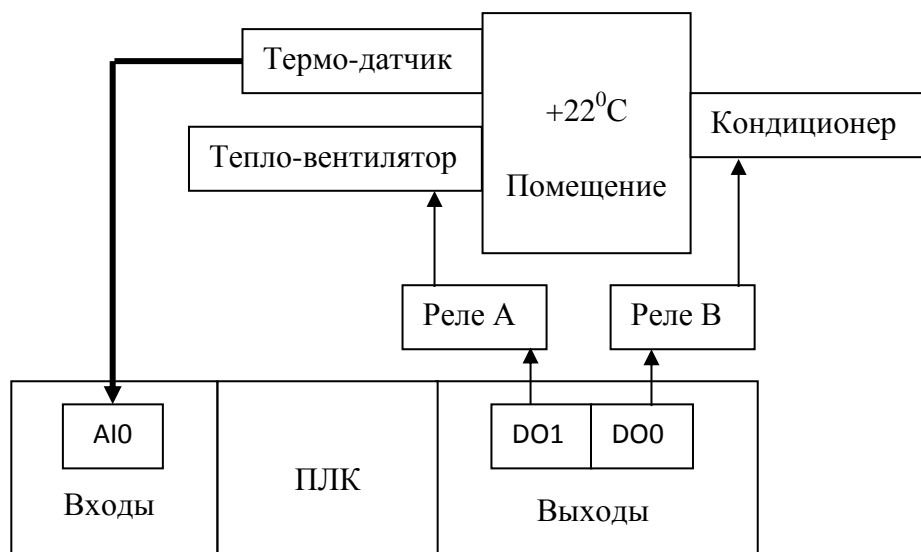 Термо-датчик
+22⁰С
Кондиционер
Тепло-вентилятор
Помещение
Реле А
Реле В
AI0
DO1
DO0
ПЛК
Входы
Выходы